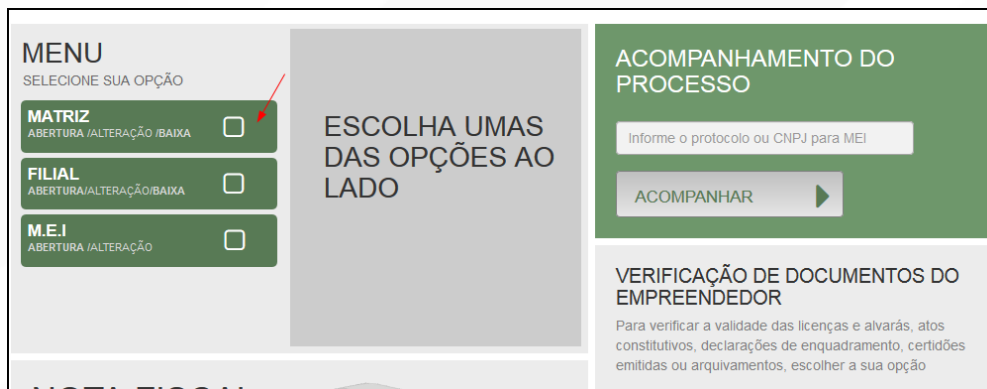 MENU
SELECIONE SUA OPÇÃO
MATRIZ
ABERTURA /ALTERAÇÃO /BAIXA
FILIAL
ABERTURA/ALTERAÇÃO/BAIXA
M.E.I
ABERTURA /ALTERAÇÃO
ESCOLHA UMAS
DAS OPÇÕES AO
LADO
ACOMPANHAMENTO DO
PROCESSO
Informe o protocolo ou CNPJ para MEI
ACOMPANHAR
VERIFICAÇÃO DE DOCUMENTOS DO
EMPREENDEDOR
Para verificar a validade das licenças e alvarás, atos
constitutivos, declarações de enquadramento, certidões
emitidas ou arquivamentos, escolher a sua opção
NOTA FISCAL